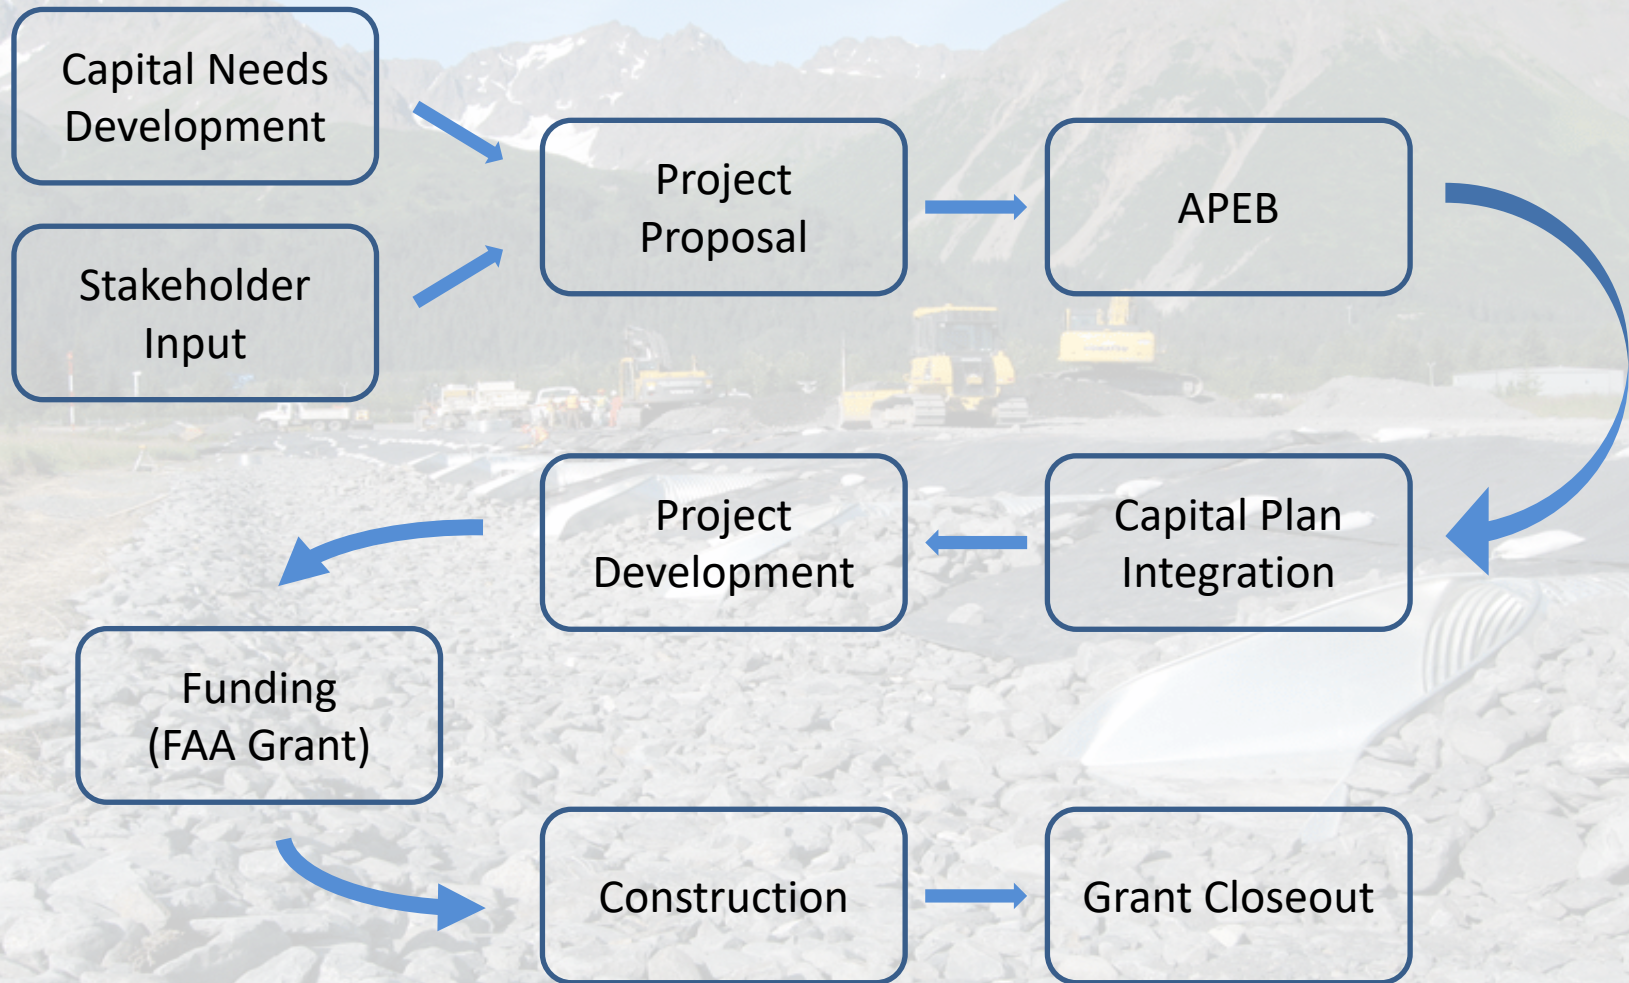 Capital Needs
Development
Stakeholder
Input
Project
Proposal
APEB
Capital Plan
Integration
Project
Development
Funding
(FAA Grant)
Construction
Grant Closeout